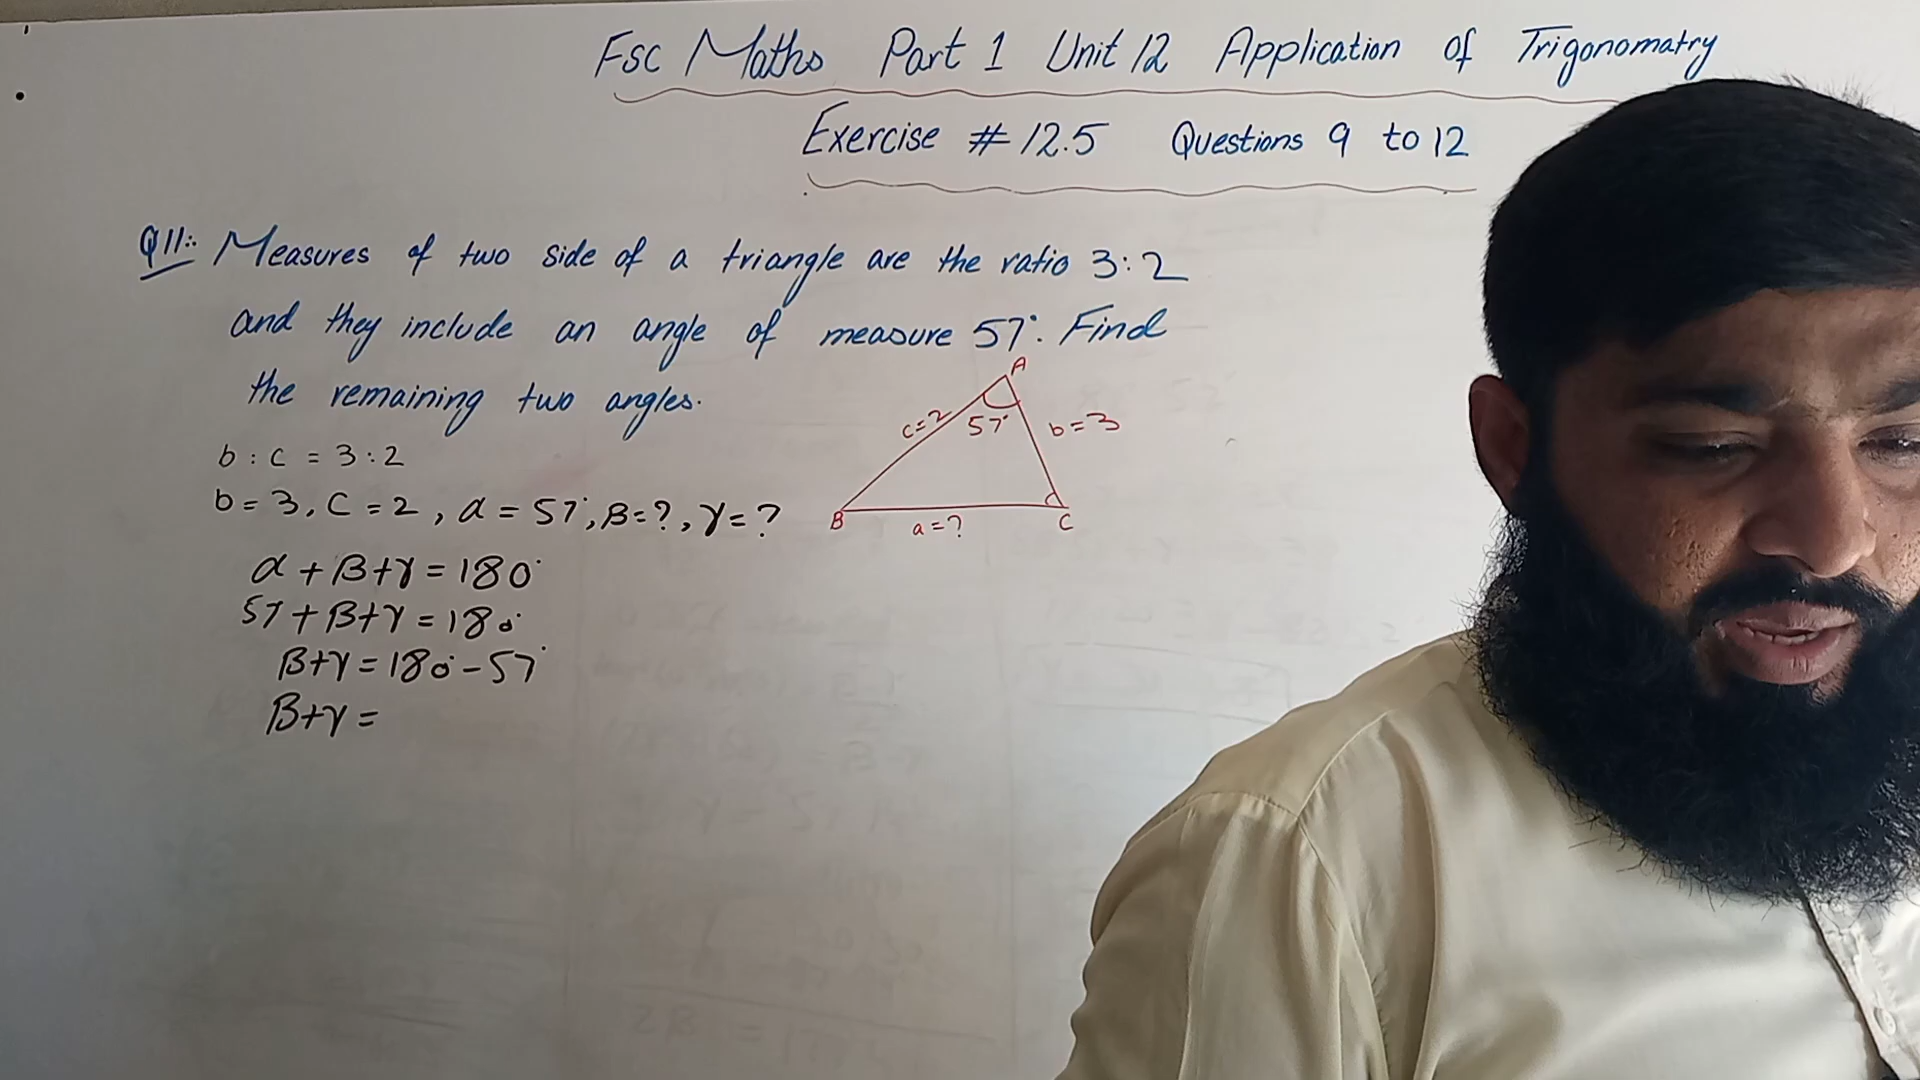 Fsc Maths Part 1 Unit 12 Application of Trigonomatry
Exercise # 12.5 Questions 9 to 12
Q11:- Measures of two side of a triangle are the ratio 3:2
and they include an angle of measure 57°. Find
the remaining two angles.
b : c = 3 : 2
b = 3, c = 2, α = 57°, β = ?, γ = ?
α + β + γ = 180°
57 + β + γ = 180°
β + γ = 180° - 57°
β + γ =
A
c = 2
57°
b = 3
B
a = ?
C